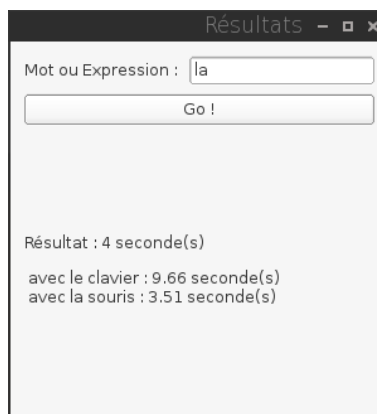 Résultats
Mot ou Expression : la
Go !
Résultat : 4 seconde(s)
avec le clavier : 9.66 seconde(s)
avec la souris : 3.51 seconde(s)